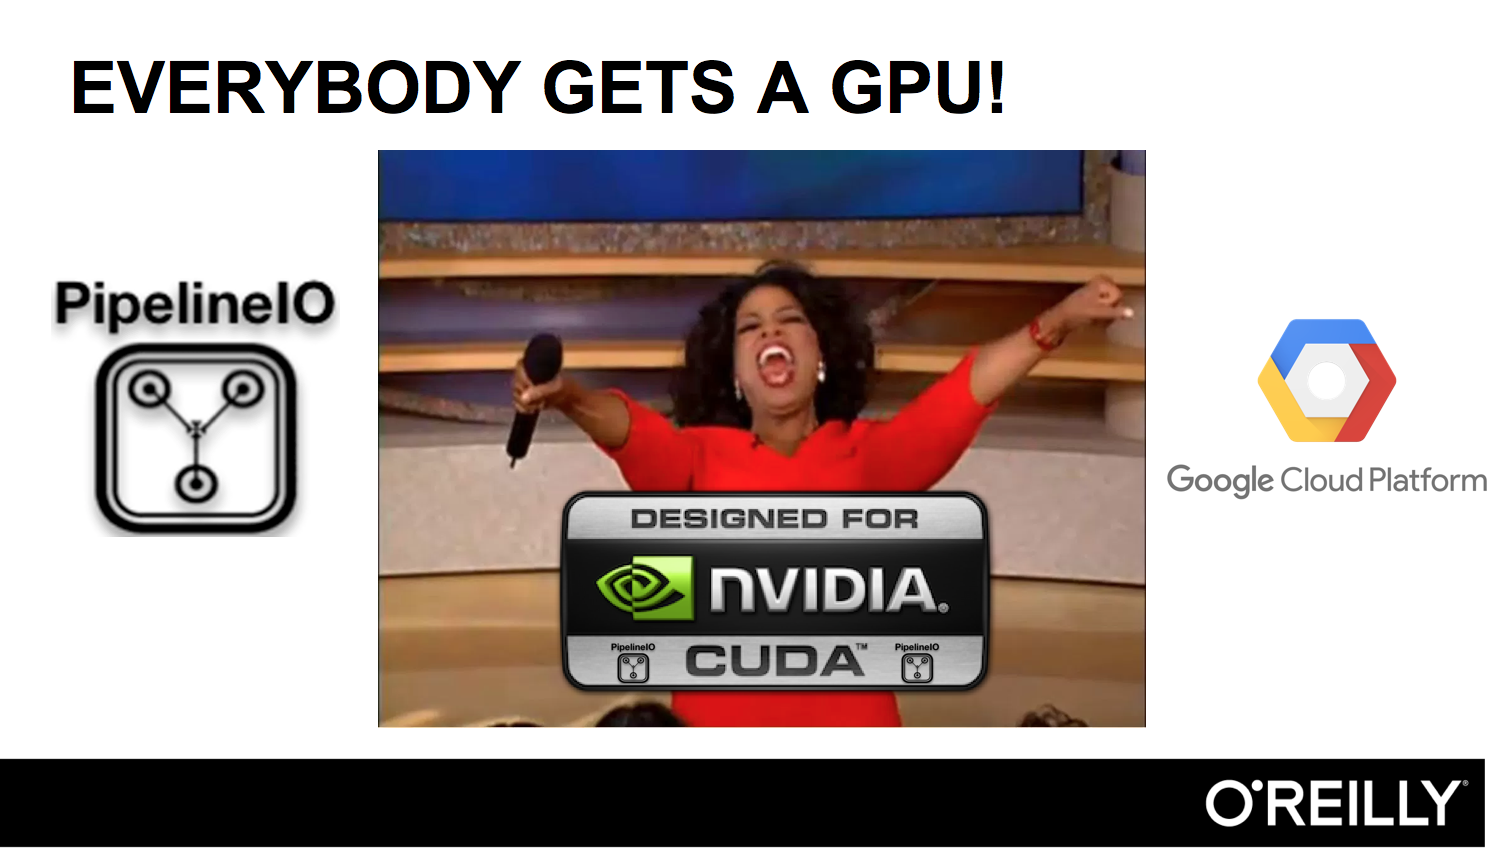 EVERYBODY GETS A GPU!
PipelineIO
DESIGNED FOR
NVIDIA®
PipelineIO CUDA™ PipelineIO
Google Cloud Platform
O'REILLY®